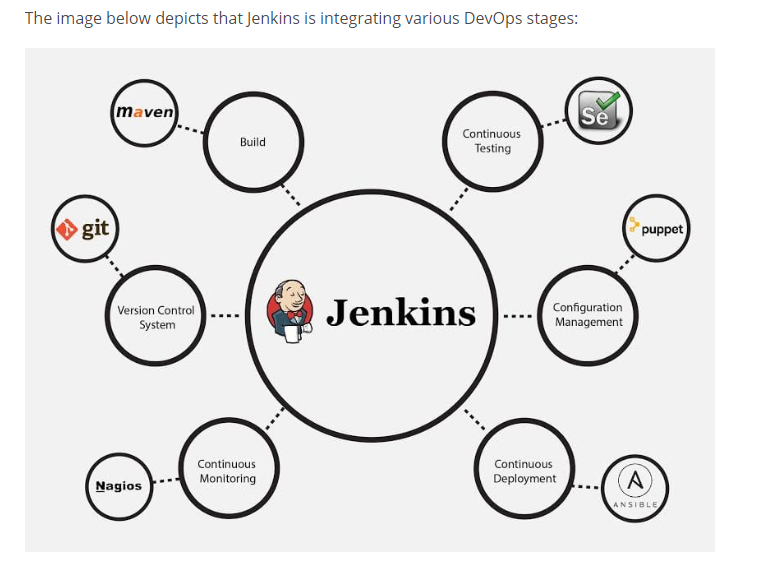 The image below depicts that Jenkins is integrating various DevOps stages:
maven
Build
Continuous
Testing
Se
git
puppet
Version Control
System
Jenkins
Configuration
Management
Continuous
Monitoring
Nagios
Continuous
Deployment
A
ANSIBLE